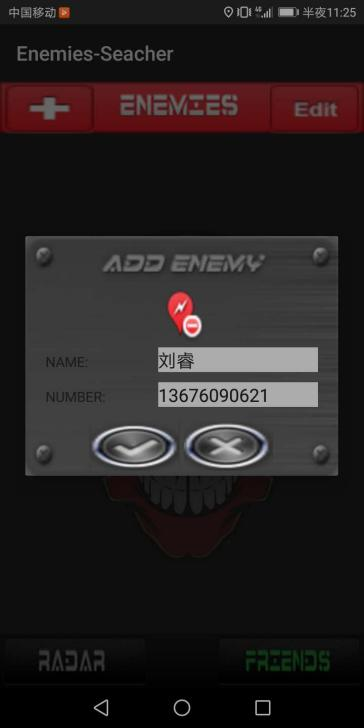 中国移动 4G 半夜11:25
Enemies-Seacher
ENEMIES Edit
ADD ENEMY
NAME: 刘睿
NUMBER: 13676090621
RADAR FRIENDS